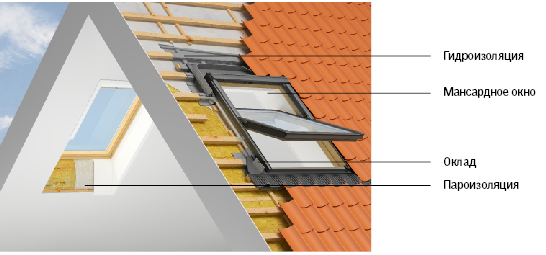 Гидроизоляция
Мансардное окно
Оклад
Пароизоляция